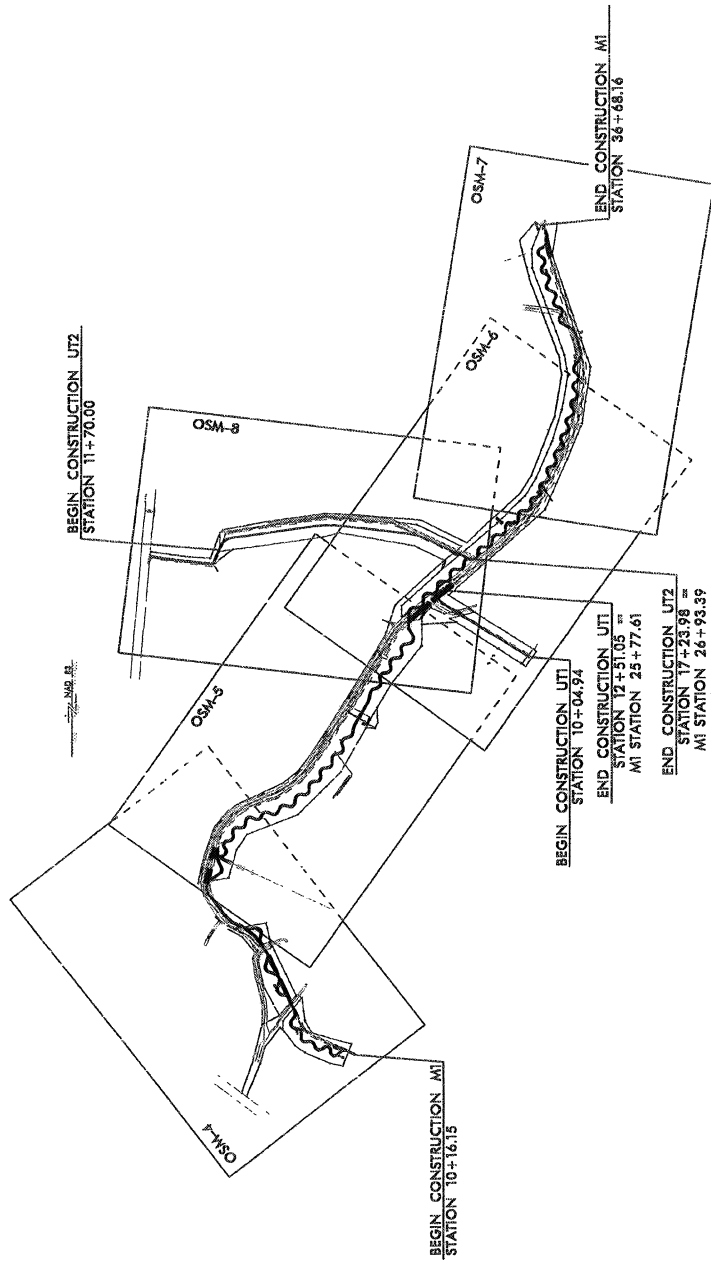 END CONSTRUCTION M1
STATION 36+68.16
OSM-7
OSM-6
BEGIN CONSTRUCTION UT2
STATION 11+70.00
OSM-8
NAD 83
OSM-5
BEGIN CONSTRUCTION UT1
STATION 10+04.94
END CONSTRUCTION UT1
STATION 12+51.05 =
M1 STATION 25+77.61
END CONSTRUCTION UT2
STATION 17+23.98 =
M1 STATION 26+93.39
OSM-4
BEGIN CONSTRUCTION M1
STATION 10+16.15